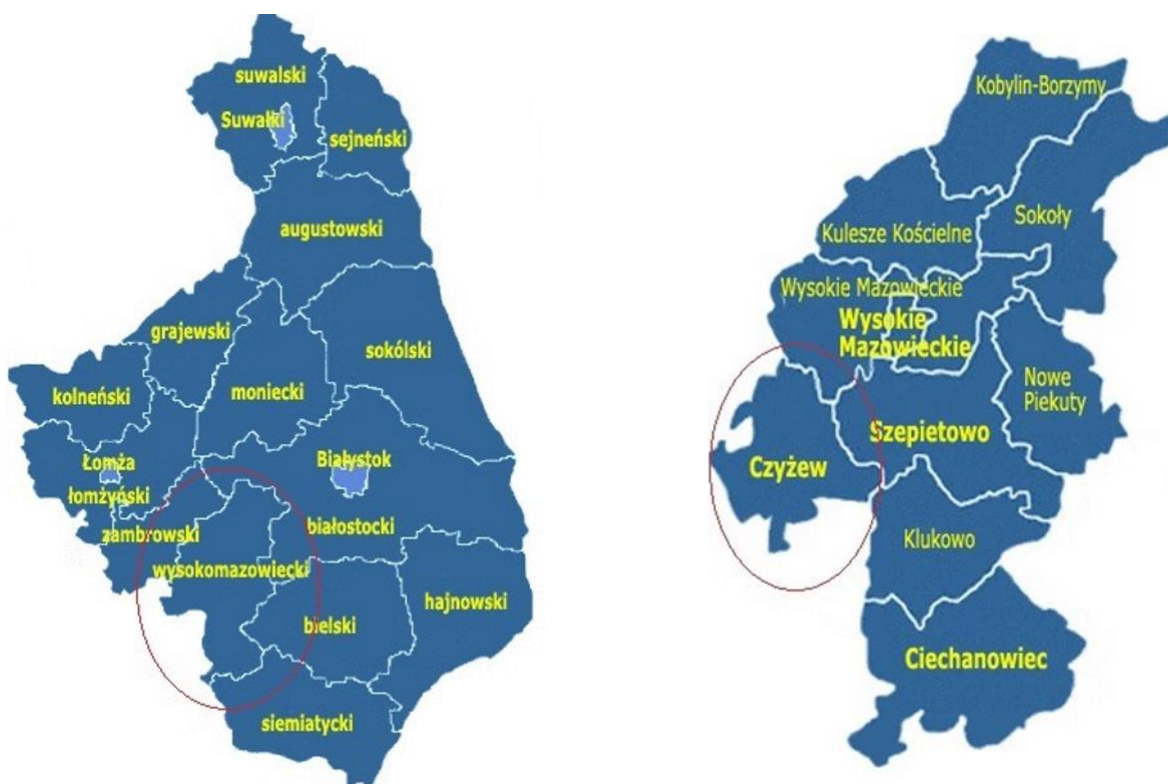 suwalski
Suwałki
sejneński
augustowski
grajewski
sokólski
kolneński
moniecki
Łomża
Białystok
łomżyński
zambrowski
białostocki
wysokomazowiecki
hajnowski
bielski
siemiatycki
Kobylin-Borzymy
Sokoły
Kulesze Kościelne
Wysokie Mazowieckie
Wysokie
Mazowieckie
Nowe
Piekuty
Szepietowo
Czyżew
Klukowo
Ciechanowiec